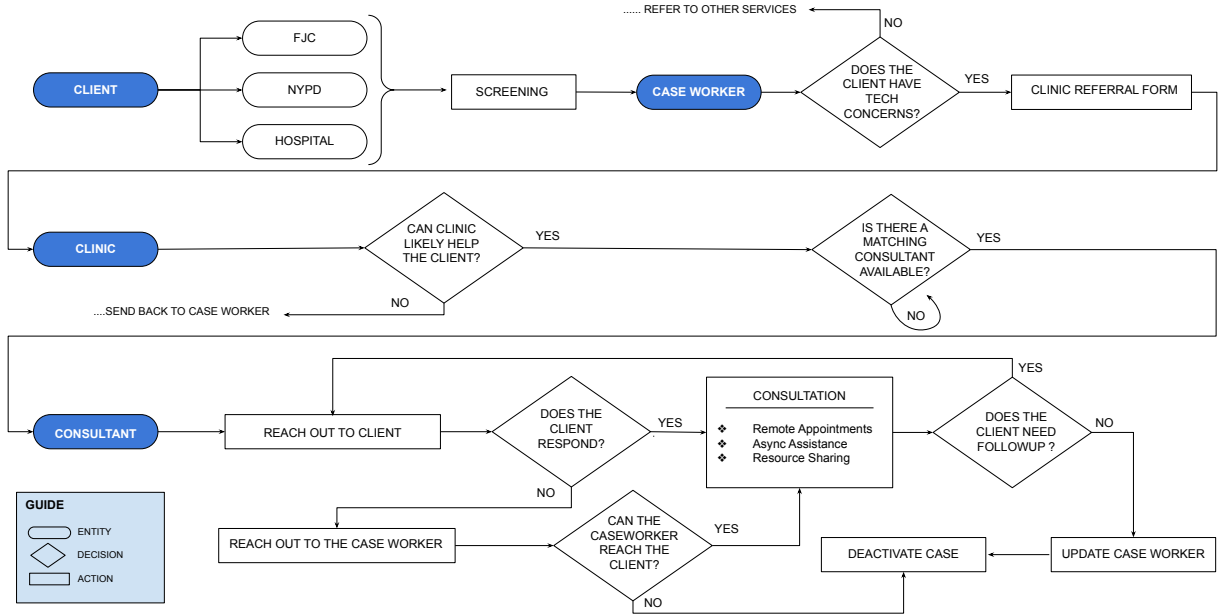 ...... REFER TO OTHER SERVICES
NO
FJC
CLIENT
NYPD
HOSPITAL
SCREENING
CASE WORKER
DOES THE
CLIENT HAVE
TECH
CONCERNS?
YES
CLINIC REFERRAL FORM
CLINIC
CAN CLINIC
LIKELY HELP
THE CLIENT?
YES
NO
....SEND BACK TO CASE WORKER
IS THERE A
MATCHING
CONSULTANT
AVAILABLE?
YES
NO
YES
CONSULTANT
REACH OUT TO CLIENT
DOES THE
CLIENT
RESPOND?
YES
NO
CONSULTATION
❖ Remote Appointments
❖ Async Assistance
❖ Resource Sharing
DOES THE
CLIENT NEED
FOLLOWUP ?
NO
REACH OUT TO THE CASE WORKER
CAN THE
CASEWORKER
REACH THE
CLIENT?
YES
NO
DEACTIVATE CASE
UPDATE CASE WORKER
GUIDE
ENTITY
DECISION
ACTION